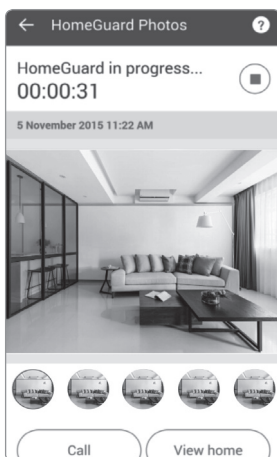 HomeGuard Photos ?
HomeGuard in progress...
00:00:31
5 November 2015 11:22 AM
Call View home